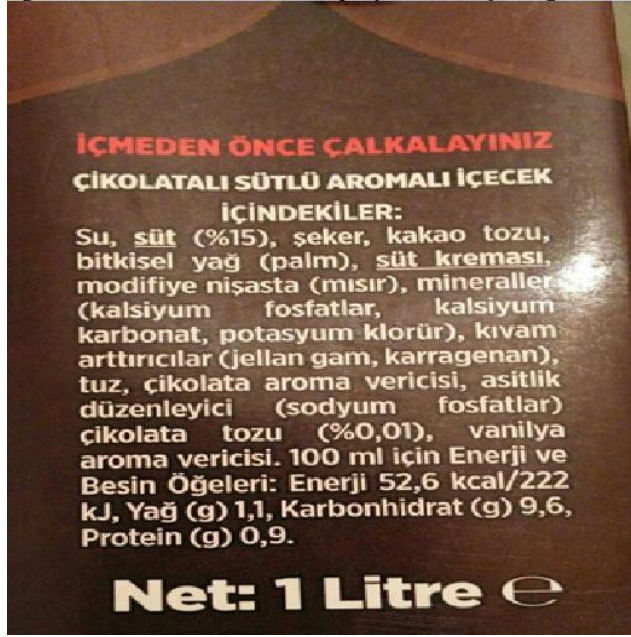 İÇMEDEN ÖNCE ÇALKALAYINIZ
ÇİKOLATALI SÜTLÜ AROMALI İÇECEK
İÇİNDEKİLER:
Su, süt (%15), şeker, kakao tozu,
bitkisel yağ (palm), süt kreması,
modifiye nişasta (mısır), mineraller
(kalsiyum fosfatlar, kalsiyum
karbonat, potasyum klorür), kıvam
arttırıcılar (jellan gam, karragenan),
tuz, çikolata aroma vericisi, asitlik
düzenleyici (sodyum fosfatlar)
çikolata tozu (%0,01), vanilya
aroma vericisi. 100 ml için Enerji ve
Besin Öğeleri: Enerji 52,6 kcal/222
kJ, Yağ (g) 1,1, Karbonhidrat (g) 9,6,
Protein (g) 0,9.
Net: 1 Litre ℮